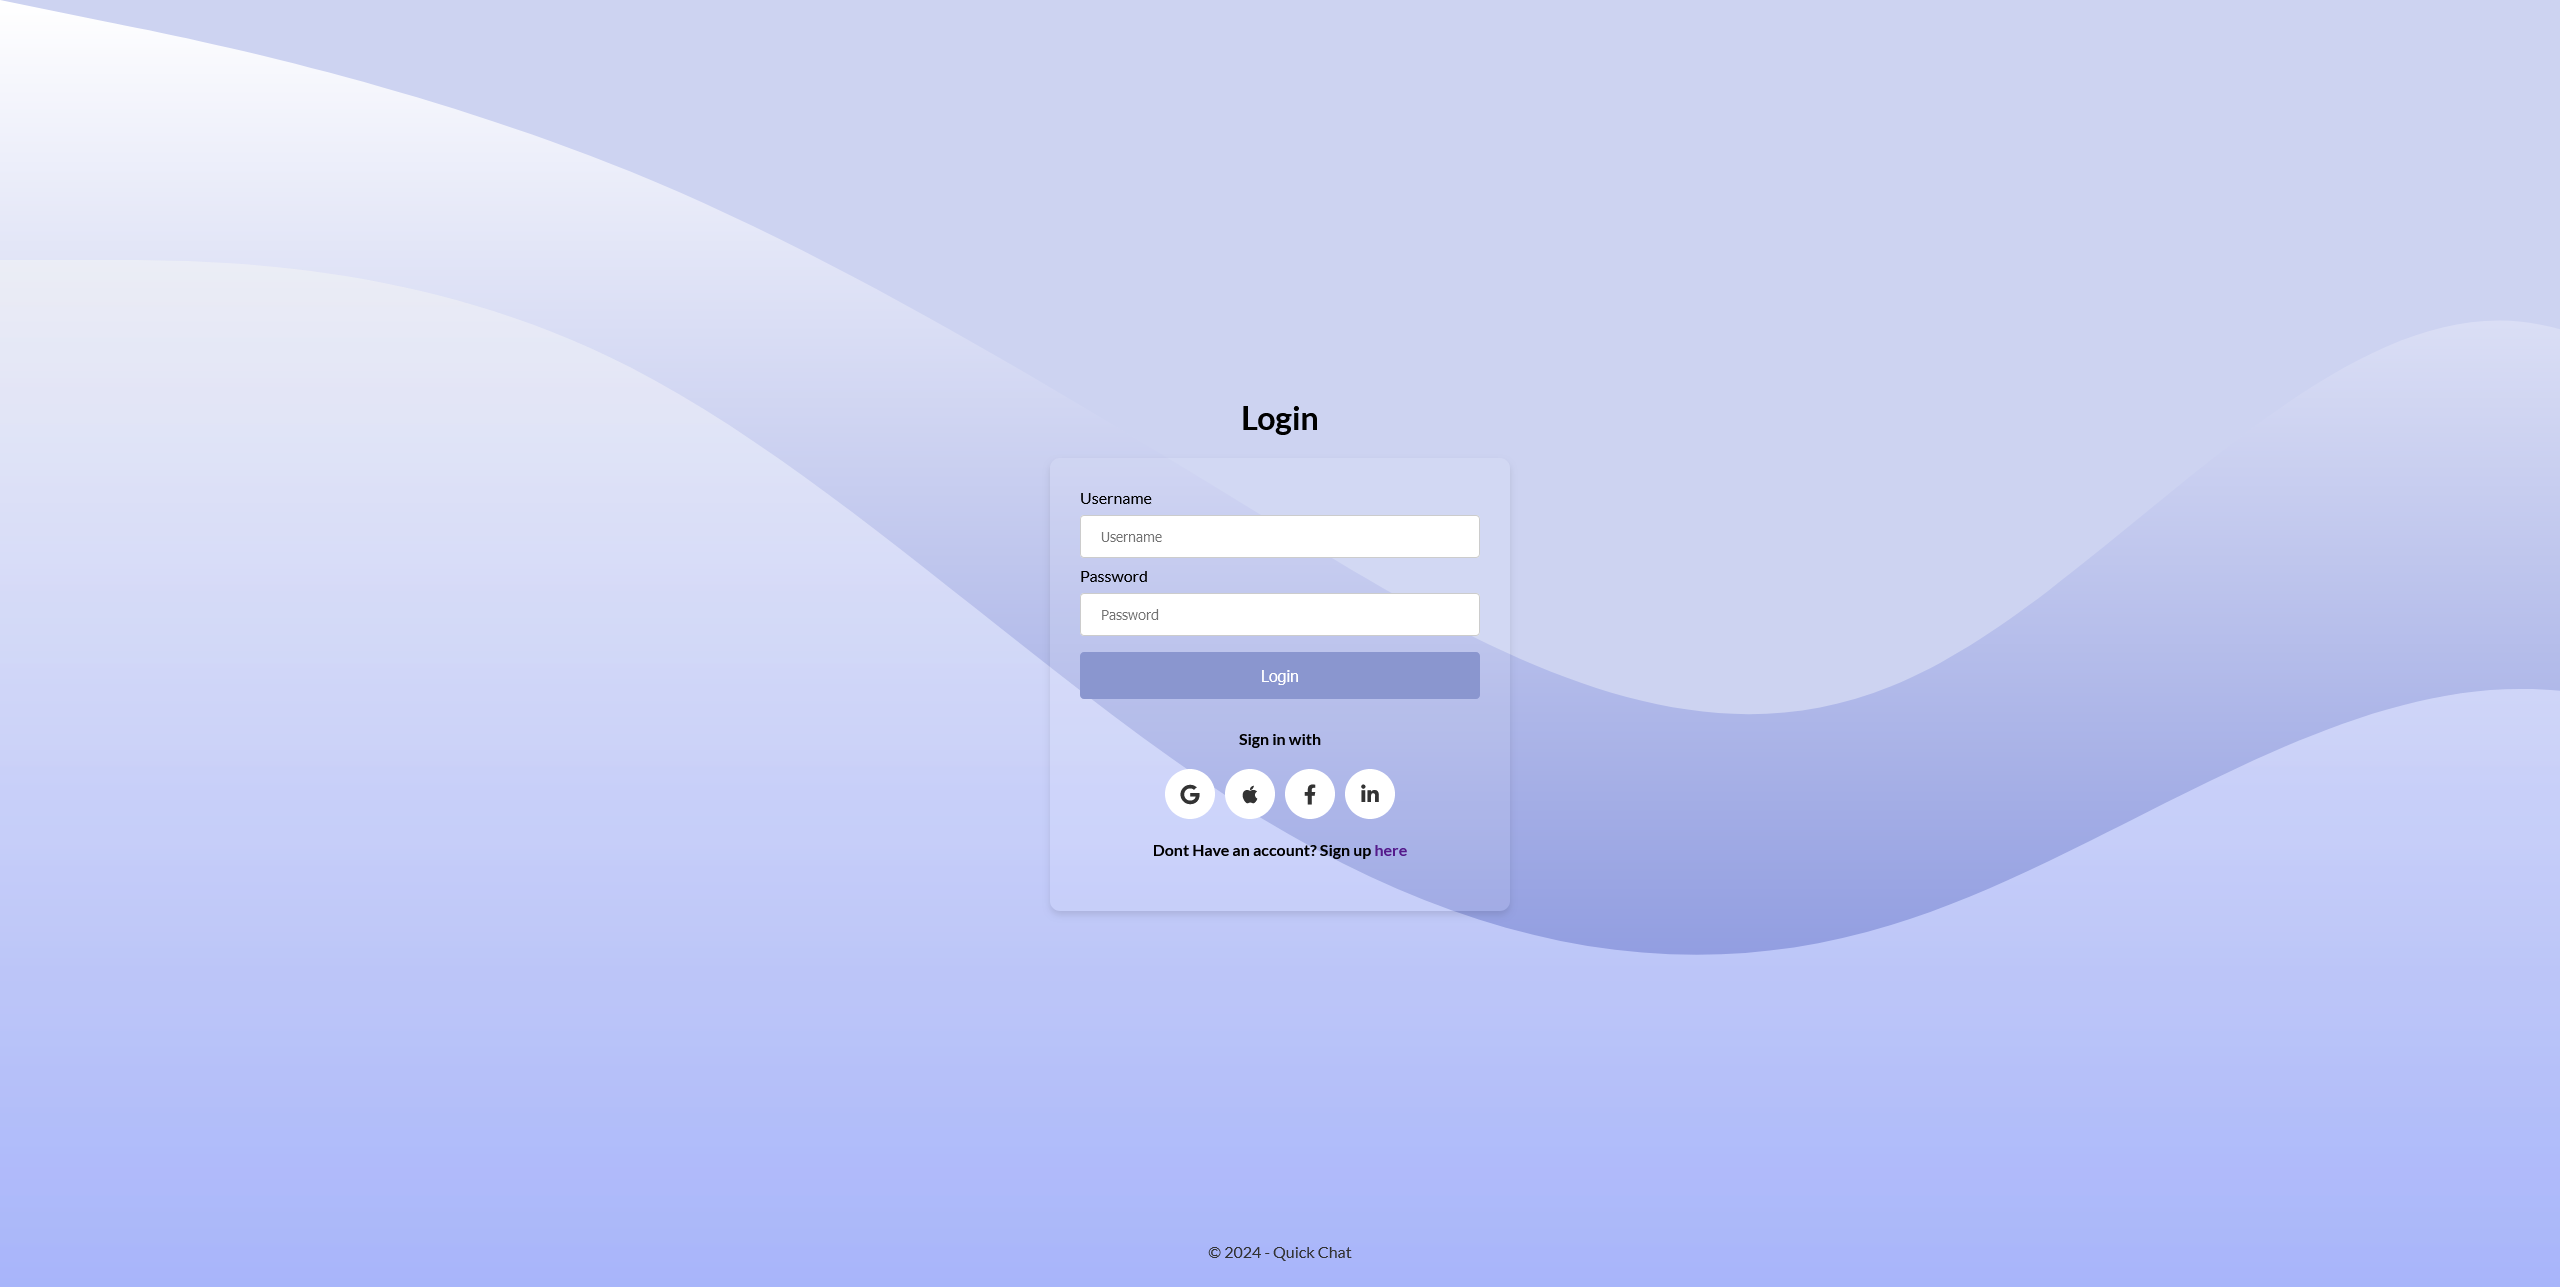 Login
Username
Username
Password
Password
Login
Sign in with
Dont Have an account? Sign up here
© 2024 - Quick Chat